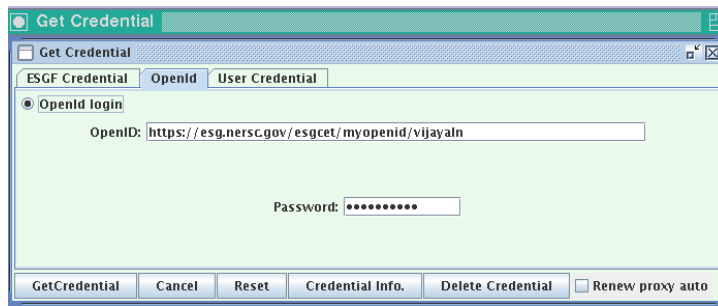 Get Credential
Get Credential
ESGF Credential OpenId User Credential
OpenId login
OpenID: https://esg.nersc.gov/esgcet/myopenid/vijayaln
Password: ••••••••••
GetCredential Cancel Reset Credential Info. Delete Credential Renew proxy auto